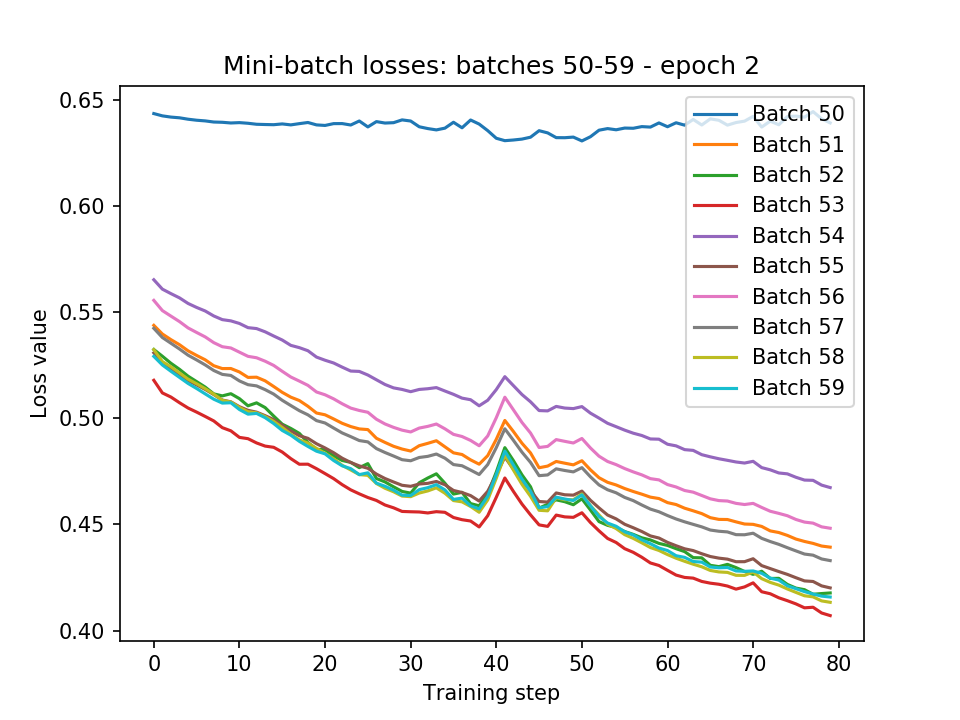 Mini-batch losses: batches 50-59 - epoch 2
0.65
0.60
0.55
0.50
0.45
0.40
Loss value
0
10
20
30
40
50
60
70
80
Training step
Batch 50
Batch 51
Batch 52
Batch 53
Batch 54
Batch 55
Batch 56
Batch 57
Batch 58
Batch 59